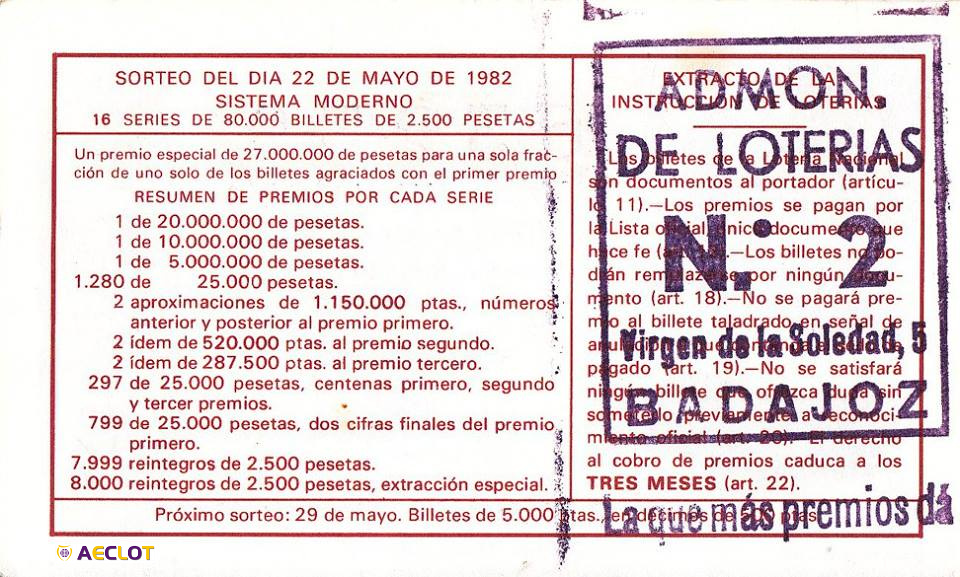 SORTEO DEL DIA 22 DE MAYO DE 1982
SISTEMA MODERNO
16 SERIES DE 80.000 BILLETES DE 2.500 PESETAS
Un premio especial de 27.000.000 de pesetas para una sola frac-
ción de uno solo de los billetes agraciados con el primer premio
RESUMEN DE PREMIOS POR CADA SERIE
1 de 20.000.000 de pesetas.
1 de 10.000.000 de pesetas.
1 de 5.000.000 de pesetas.
1.280 de 25.000 pesetas.
2 aproximaciones de 1.150.000 ptas., números
anterior y posterior al premio primero.
2 ídem de 520.000 ptas. al premio segundo.
2 ídem de 287.500 ptas. al premio tercero.
297 de 25.000 pesetas, centenas primero, segundo
y tercer premios.
799 de 25.000 pesetas, dos cifras finales del premio
primero.
7.999 reintegros de 2.500 pesetas.
8.000 reintegros de 2.500 pesetas, extracción especial.
EXTRACTO DE LA
INSTRUCCION DE LOTERIAS
Los billetes de la Lotería Nacional
son documentos al portador (artícu-
lo 11).—Los premios se pagan por
la Lista oficial, único documento que
hace fe (art.).—Los billetes no po-
drán remplazarse por ningún docu-
mento (art. 18).—No se pagará pre-
mio al billete taladrado en señal de
anulación
pagado (art. 19).—No se satisfará
ningún billete que ofrezca duda sin
someterlo previamente a reconoci-
miento oficial (art. 20). El derecho
al cobro de premios caduca a los
TRES MESES (art. 22).
Próximo sorteo: 29 de mayo. Billetes de 5.000 ptas., en décimos de 500 ptas.
ADMON.
DE LOTERIAS
N.º 2
Virgen de la Soledad, 5
BADAJOZ
La que más premios dá
AECLOT